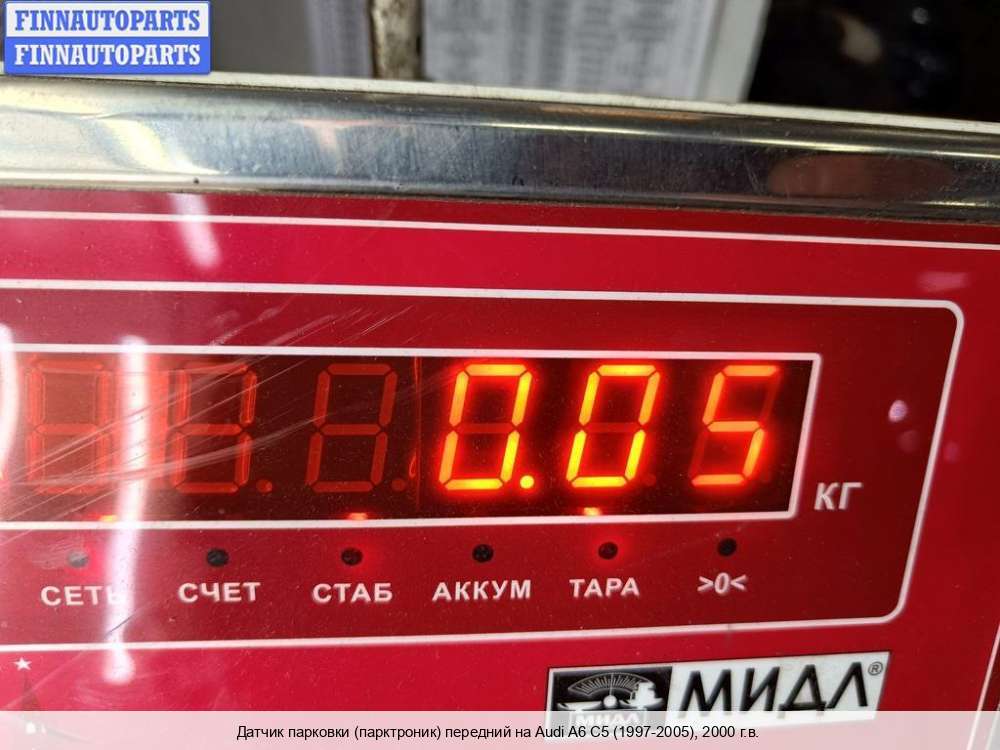 FINNAUTOPARTS
FINNAUTOPARTS
0.05
КГ
СЕТЬ СЧЕТ СТАБ АККУМ ТАРА >0<
МИДЛ МИДЛ®
Датчик парковки (парктроник) передний на Audi A6 C5 (1997-2005), 2000 г.в.